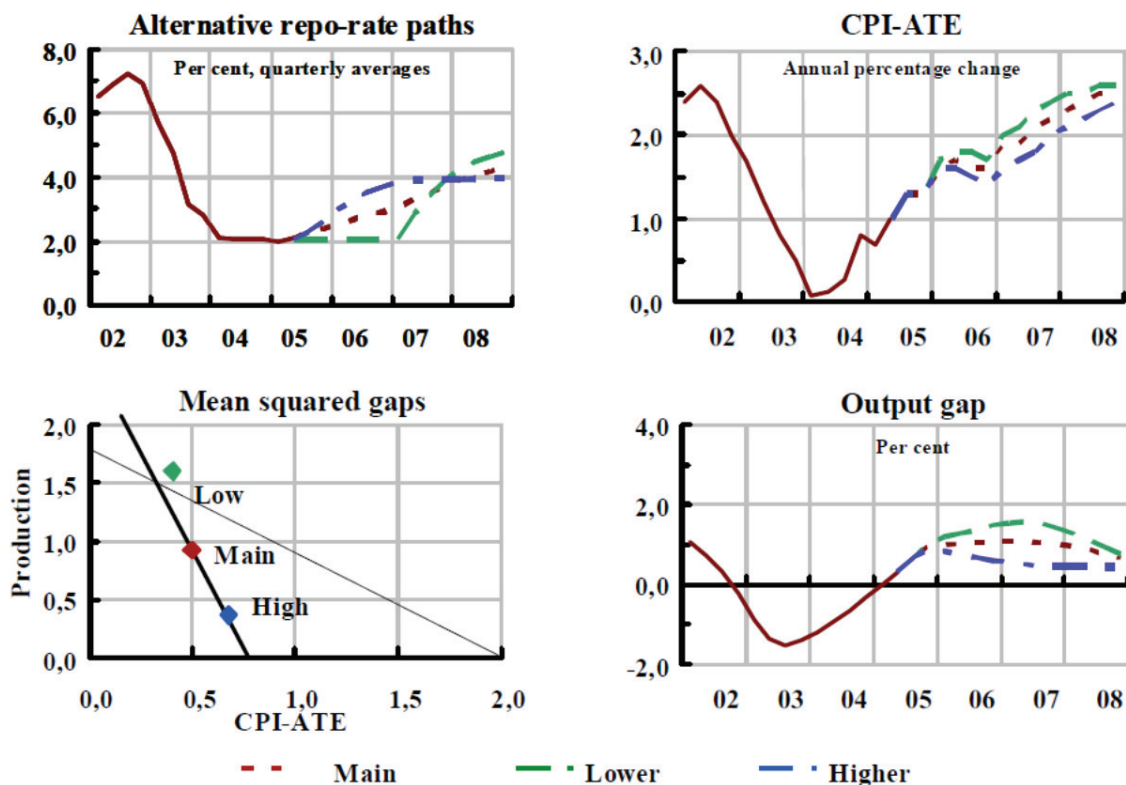 Alternative repo-rate paths
Per cent, quarterly averages
8,0
6,0
4,0
2,0
0,0
02 03 04 05 06 07 08
CPI-ATE
Annual percentage change
3,0
2,0
1,0
0,0
02 03 04 05 06 07 08
Mean squared gaps
Production
2,0
1,5
1,0
0,5
0,0
Low
Main
High
0,0 0,5 1,0 1,5 2,0
CPI-ATE
Output gap
Per cent
4,0
2,0
0,0
-2,0
02 03 04 05 06 07 08
Main Lower Higher